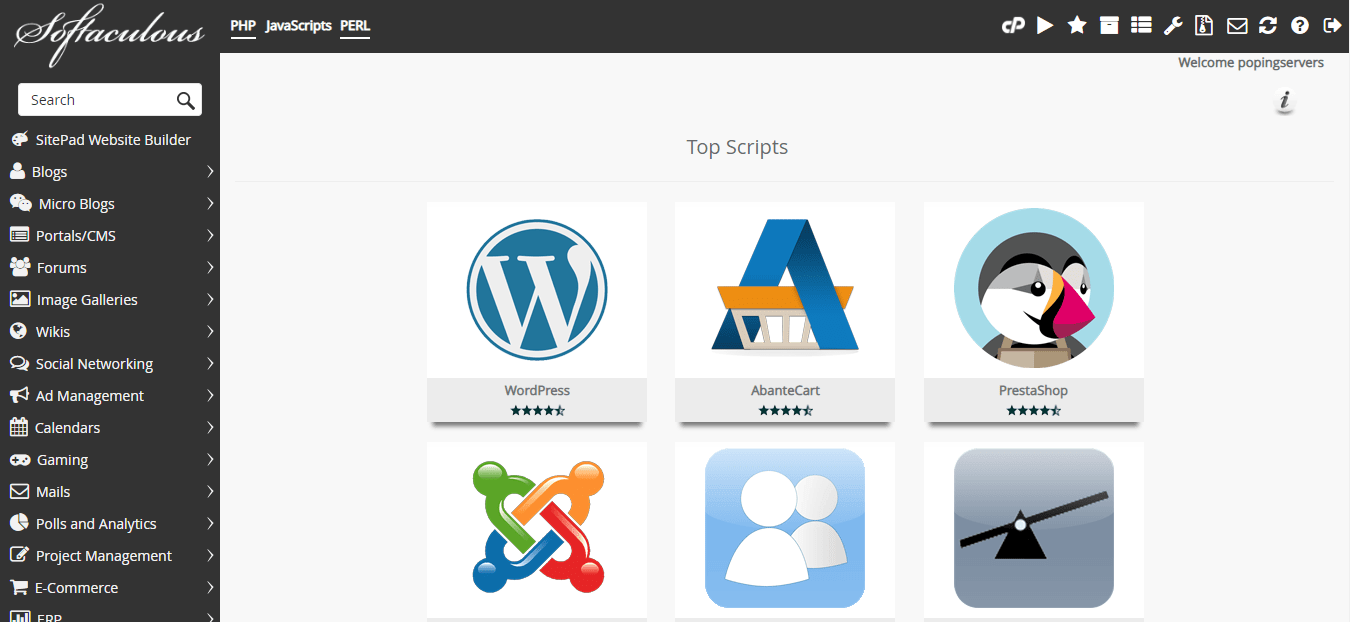 Softaculous
PHP JavaScripts PERL
cP
Welcome popingservers
Search
SitePad Website Builder
Blogs
Micro Blogs
Portals/CMS
Forums
Image Galleries
Wikis
Social Networking
Ad Management
Calendars
Gaming
Mails
Polls and Analytics
Project Management
E-Commerce
ERP
Top Scripts
WordPress
AbanteCart
PrestaShop